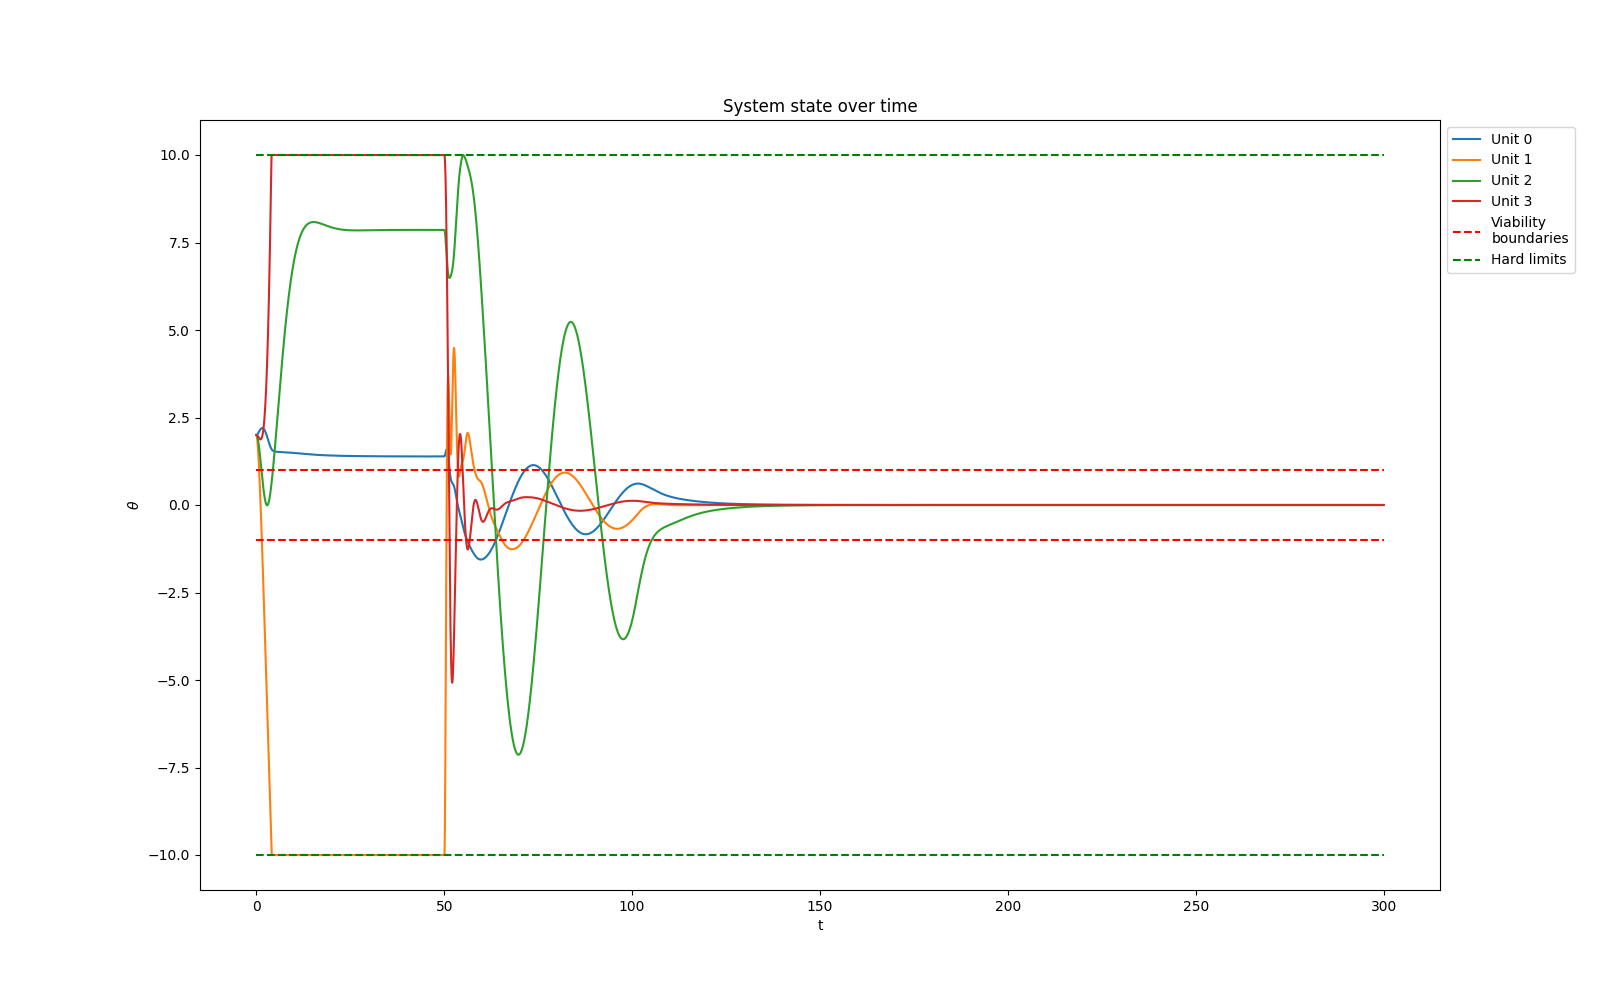 System state over time
10.0
7.5
5.0
2.5
0.0
−2.5
−5.0
−7.5
−10.0
θ
0
50
100
150
200
250
300
t
Unit 0
Unit 1
Unit 2
Unit 3
Viability
boundaries
Hard limits